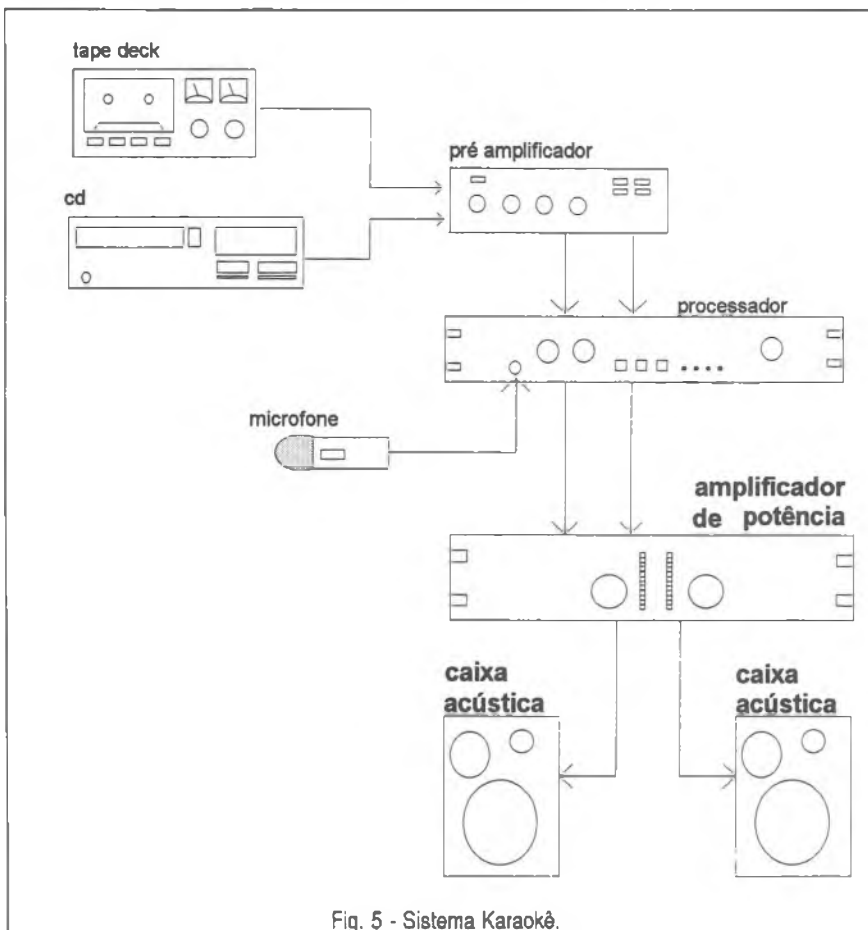 tape deck
pré amplificador
cd
processador
microfone
amplificador
de potência
caixa
acústica
caixa
acústica
Fig. 5 - Sistema Karaokê.